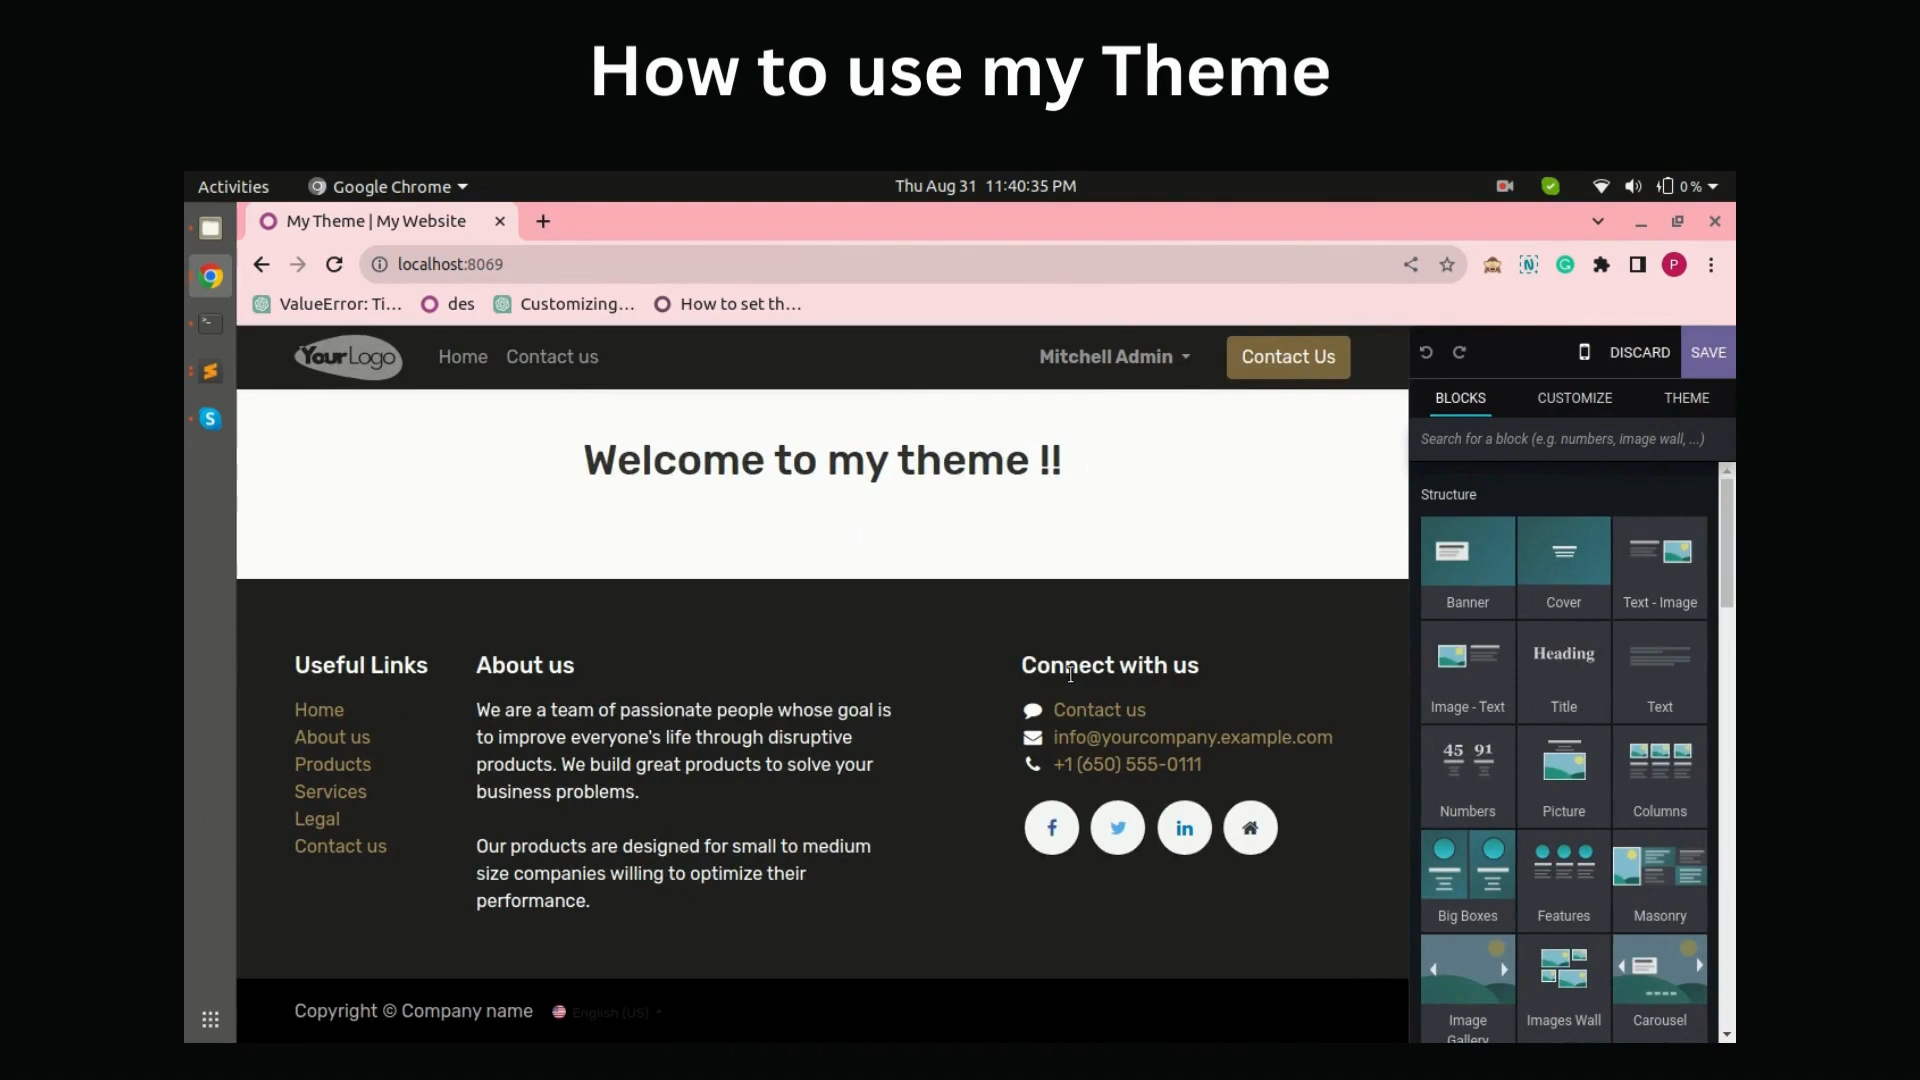 How to use my Theme
Activities
Google Chrome
Thu Aug 31 11:40:35 PM
0 %
My Theme | My Website
localhost:8069
P
ValueError: Ti...
des
Customizing...
How to set th...
YourLogo
Home
Contact us
Mitchell Admin
Contact Us
DISCARD
SAVE
BLOCKS
CUSTOMIZE
THEME
Search for a block (e.g. numbers, image wall, ...)
Welcome to my theme !!
Structure
Banner
Cover
Text - Image
Heading
Image - Text
Title
Text
45 91
Numbers
Picture
Columns
Big Boxes
Features
Masonry
Image
Gallery
Images Wall
Carousel
Useful Links
Home
About us
Products
Services
Legal
Contact us
About us
We are a team of passionate people whose goal is
to improve everyone's life through disruptive
products. We build great products to solve your
business problems.
Our products are designed for small to medium
size companies willing to optimize their
performance.
Connect with us
Contact us
info@yourcompany.example.com
+1 (650) 555-0111
Copyright © Company name
English (US)